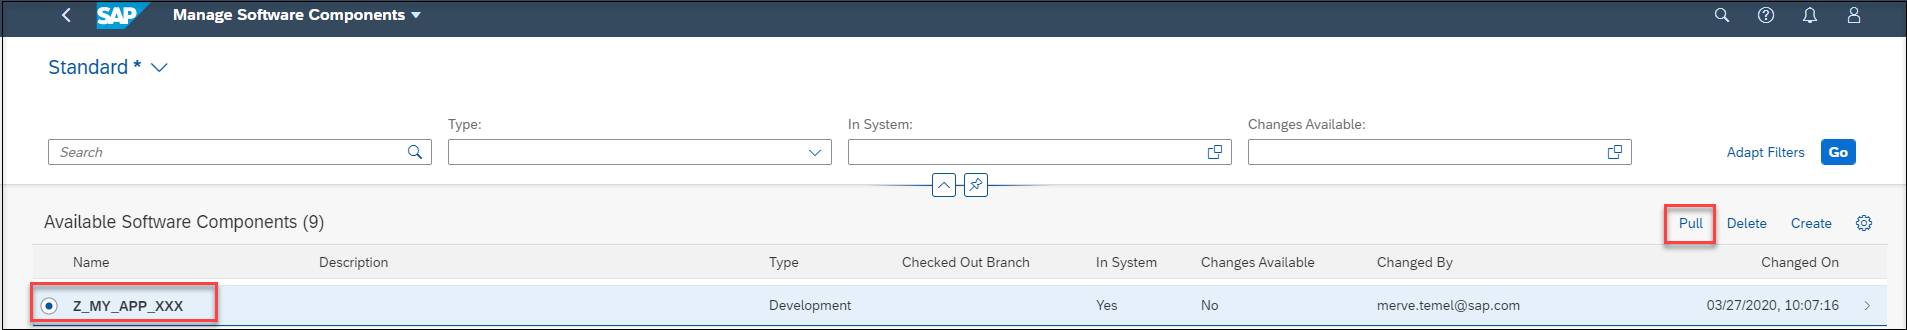 SAP Manage Software Components
Standard *
Type: In System: Changes Available:
Search Adapt Filters Go
Available Software Components (9) Pull Delete Create
Name Description Type Checked Out Branch In System Changes Available Changed By Changed On
Z_MY_APP_XXX Development Yes No merve.temel@sap.com 03/27/2020, 10:07:16